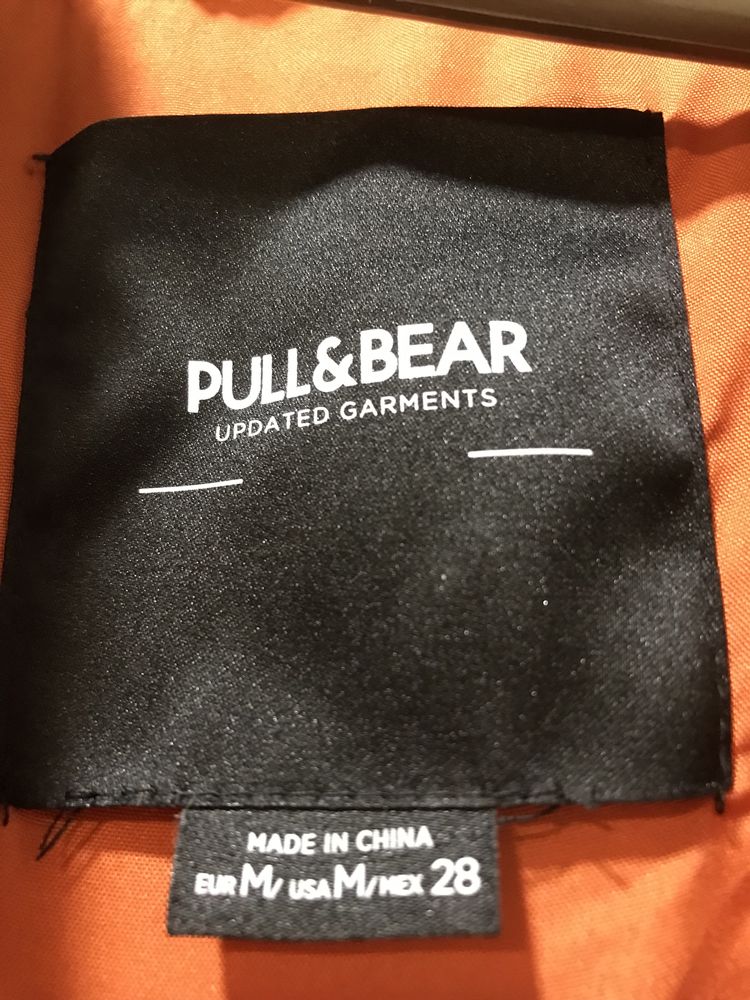 PULL&BEAR
UPDATED GARMENTS
MADE IN CHINA
EUR M/ USA M/ MEX 28